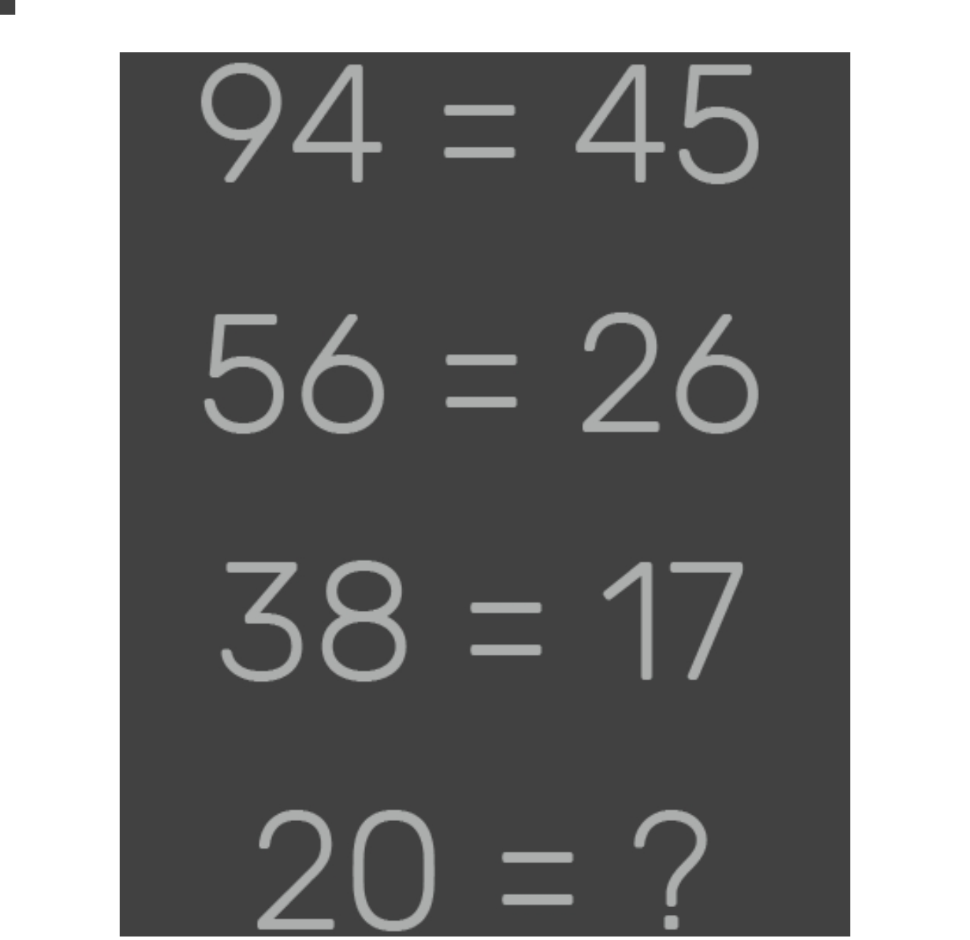 94 = 45
56 = 26
38 = 17
20 = ?